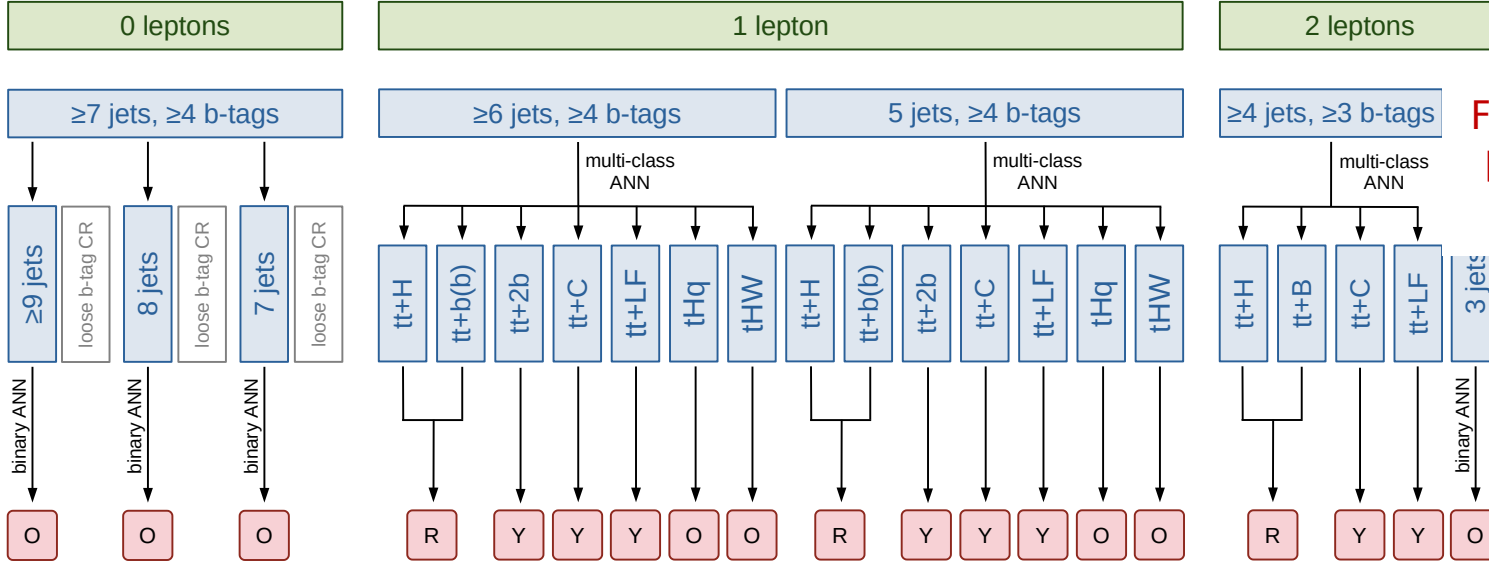 0 leptons
1 lepton
2 leptons
≥7 jets, ≥4 b-tags
≥6 jets, ≥4 b-tags
5 jets, ≥4 b-tags
≥4 jets, ≥3 b-tags
F
multi-class
ANN
multi-class
ANN
multi-class
ANN
≥9 jets
loose b-tag CR
8 jets
loose b-tag CR
7 jets
loose b-tag CR
tt+H
tt+b(b)
tt+2b
tt+C
tt+LF
tHq
tHW
tt+H
tt+b(b)
tt+2b
tt+C
tt+LF
tHq
tHW
tt+H
tt+B
tt+C
tt+LF
3 jets
binary ANN
binary ANN
binary ANN
binary ANN
O
O
O
R
Y
Y
Y
O
O
R
Y
Y
Y
O
O
R
Y
Y
O